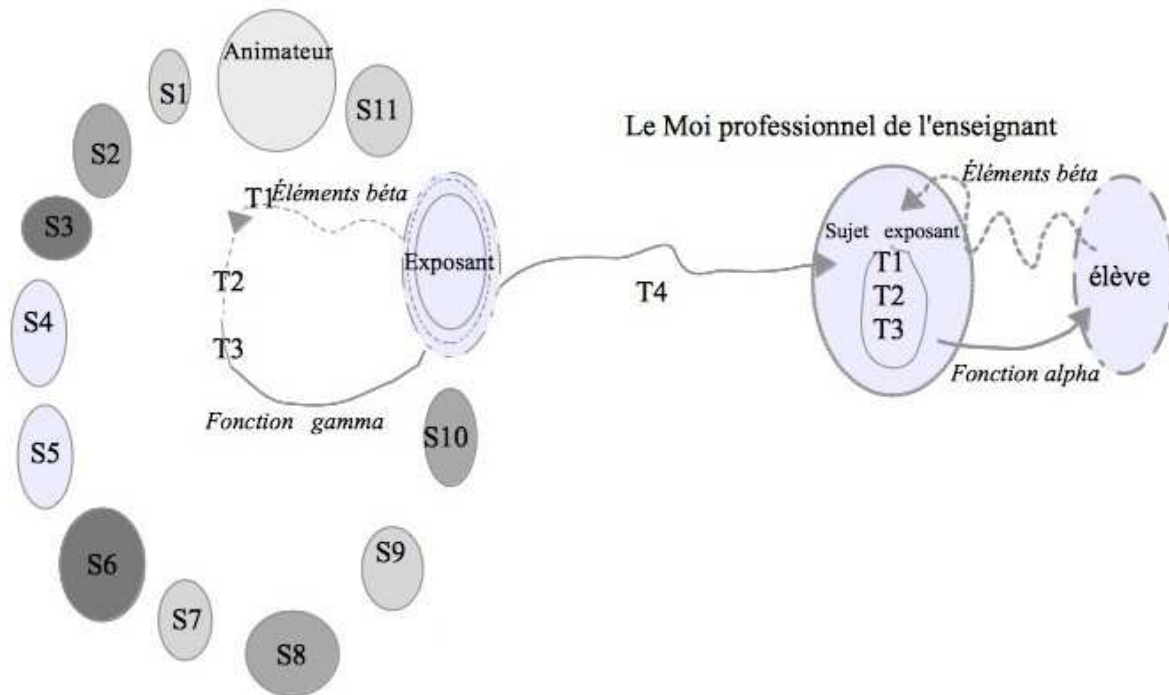 Animateur
S1
S11
S2
Le Moi professionnel de l'enseignant
T1
Éléments béta
Éléments béta
S3
Sujet exposant
Exposant
T1
élève
T2
T4
T2
S4
T3
T3
Fonction alpha
Fonction gamma
S10
S5
S9
S6
S7
S8